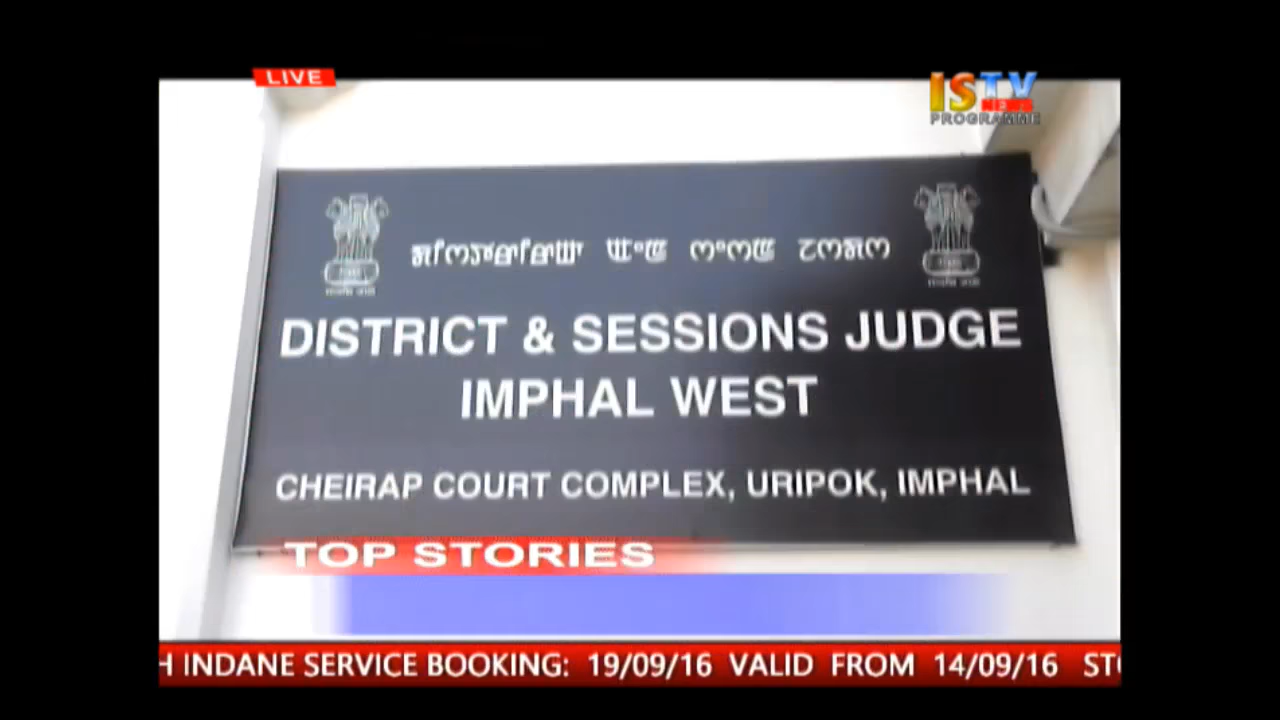 LIVE
ISTV
NEWS
PROGRAMME
DISTRICT & SESSIONS JUDGE
IMPHAL WEST
CHEIRAP COURT COMPLEX, URIPOK, IMPHAL
TOP STORIES
H INDANE SERVICE BOOKING: 19/09/16 VALID FROM 14/09/16